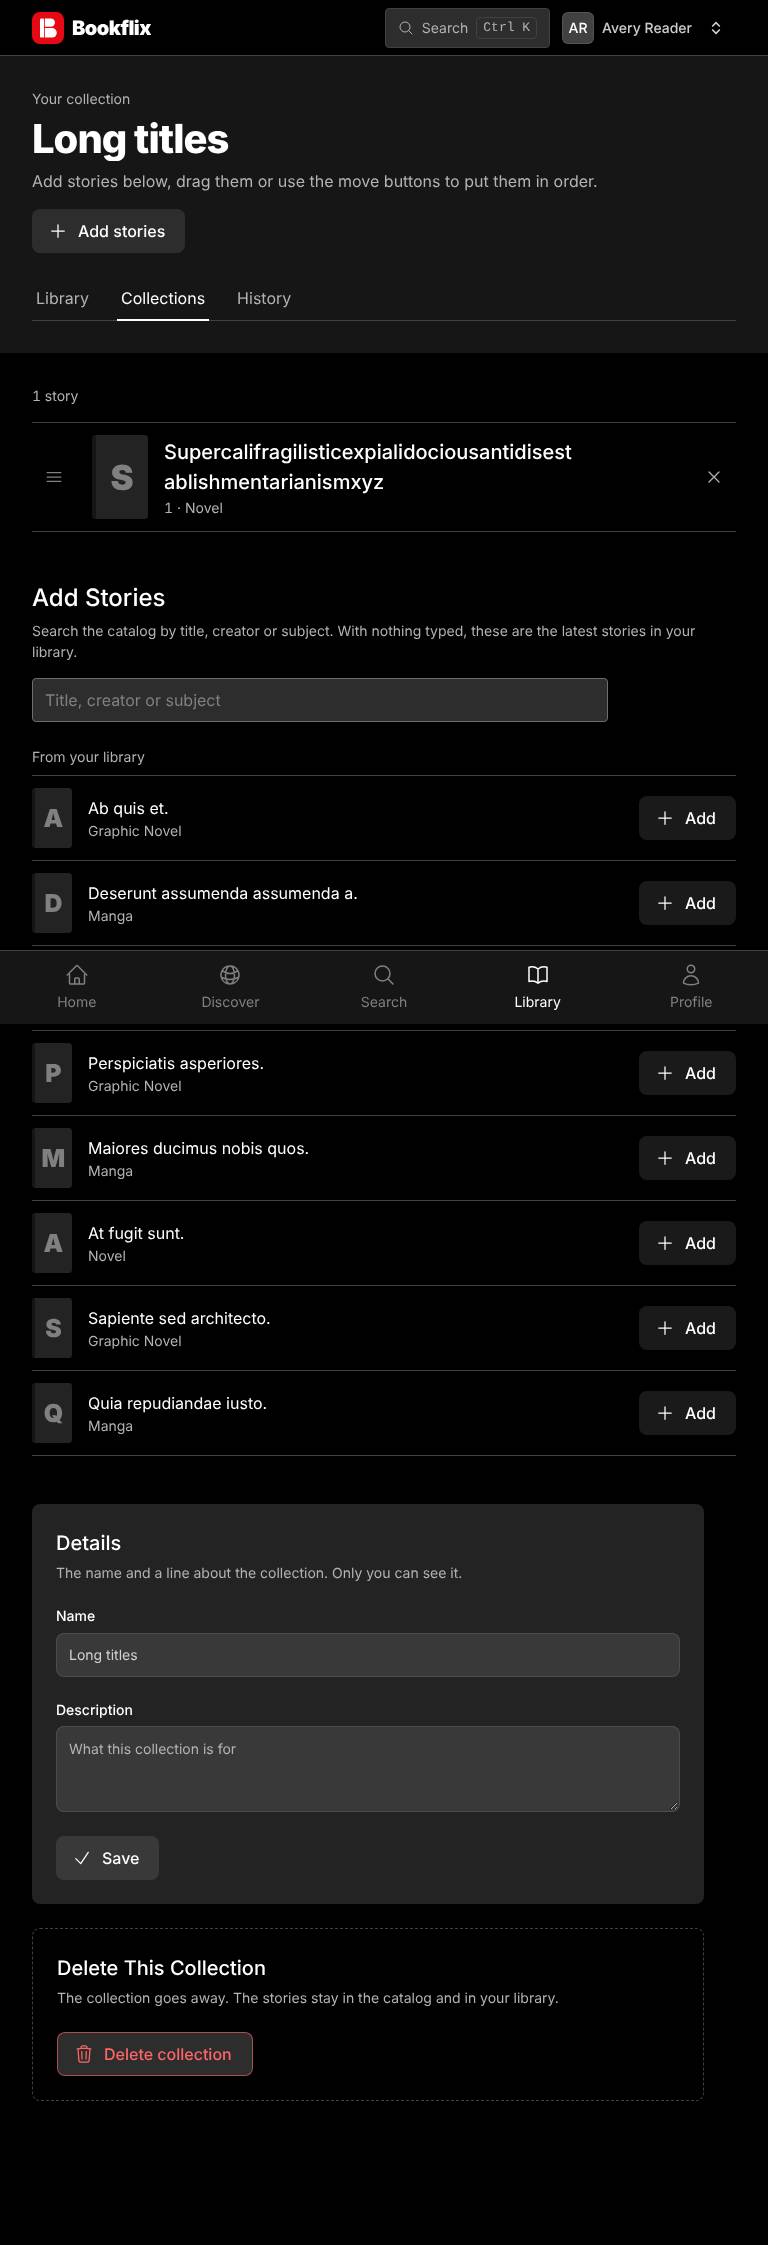 Bookflix
Search Ctrl K
AR Avery Reader
Your collection
Long titles
Add stories below, drag them or use the move buttons to put them in order.
Add stories
Library Collections History
1 story
S
Supercalifragilisticexpialidociousantidisest
ablishmentarianismxyz
1 · Novel
Add Stories
Search the catalog by title, creator or subject. With nothing typed, these are the latest stories in your
library.
Title, creator or subject
From your library
A
Ab quis et.
Graphic Novel
Add
D
Deserunt assumenda assumenda a.
Manga
Add
Home Discover Search Library Profile
P
Perspiciatis asperiores.
Graphic Novel
Add
M
Maiores ducimus nobis quos.
Manga
Add
A
At fugit sunt.
Novel
Add
S
Sapiente sed architecto.
Graphic Novel
Add
Q
Quia repudiandae iusto.
Manga
Add
Details
The name and a line about the collection. Only you can see it.
Name
Long titles
Description
What this collection is for
Save
Delete This Collection
The collection goes away. The stories stay in the catalog and in your library.
Delete collection